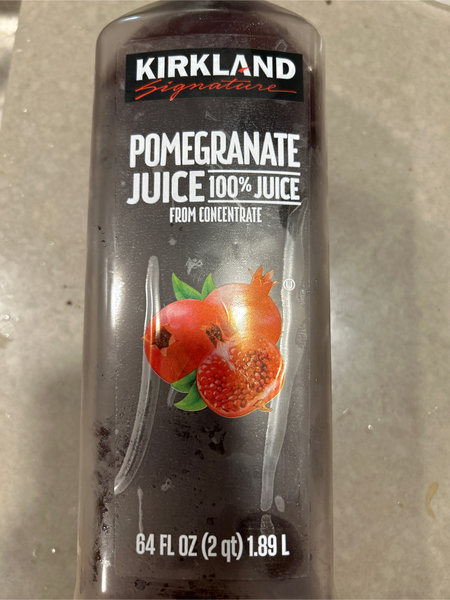 KIRKLAND
Signature
POMEGRANATE
JUICE 100% JUICE
FROM CONCENTRATE
64 FL OZ (2 qt) 1.89 L